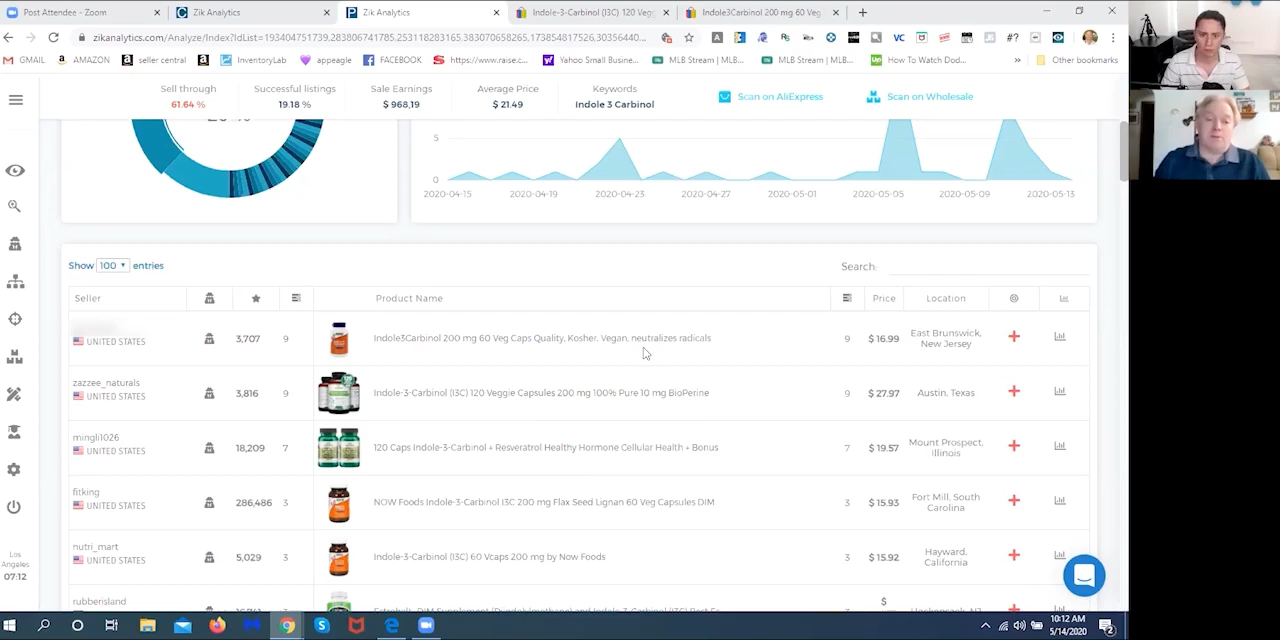 Post Attendee - Zoom
Zik Analytics
Zik Analytics
Indole-3-Carbinol (I3C) 120 Veg
Indole3Carbinol 200 mg 60 Veg
zikanalytics.com/Analyze/Index?IdList=193404751739,283806741785,253118283165,383070680265,173854817526,30356440...
GMAIL
AMAZON
seller central
InventoryLab
appeagle
FACEBOOK
https://www.raise.c...
Yahoo Small Busine...
MLB Stream | MLB...
MLB Stream | MLB...
How To Watch Dod...
Other bookmarks
Sell through
61.64 %
Successful listings
19.18 %
Sale Earnings
$ 968,19
Average Price
$ 21.49
Keywords
Indole 3 Carbinol
Scan on AliExpress
Scan on Wholesale
5
0
2020-04-15 2020-04-19 2020-04-23 2020-04-27 2020-05-01 2020-05-05 2020-05-09 2020-05-13
Show 100 entries
Search:
Seller Product Name Price Location
UNITED STATES
3,707 9
Indole3Carbinol 200 mg 60 Veg Caps Quality, Kosher, Vegan, neutralizes radicals
9 $ 16.99
East Brunswick,
New Jersey
zazzee_naturals
UNITED STATES
3,816 9
Indole-3-Carbinol (I3C) 120 Veggie Capsules 200 mg 100% Pure 10 mg BioPerine
9 $ 27.97
Austin, Texas
mingli1026
UNITED STATES
18,209 7
120 Caps Indole-3-Carbinol + Resveratrol Healthy Hormone Cellular Health + Bonus
7 $ 19.57
Mount Prospect,
Illinois
fitking
UNITED STATES
286,486 3
NOW Foods Indole-3-Carbinol I3C 200 mg Flax Seed Lignan 60 Veg Capsules DIM
3 $ 15.93
Fort Mill, South
Carolina
nutri_mart
UNITED STATES
5,029 3
Indole-3-Carbinol (I3C) 60 Vcaps 200 mg by Now Foods
3 $ 15.92
Hayward,
California
rubberisland
$
Los
Angeles
07:12
10:12 AM
5/14/2020